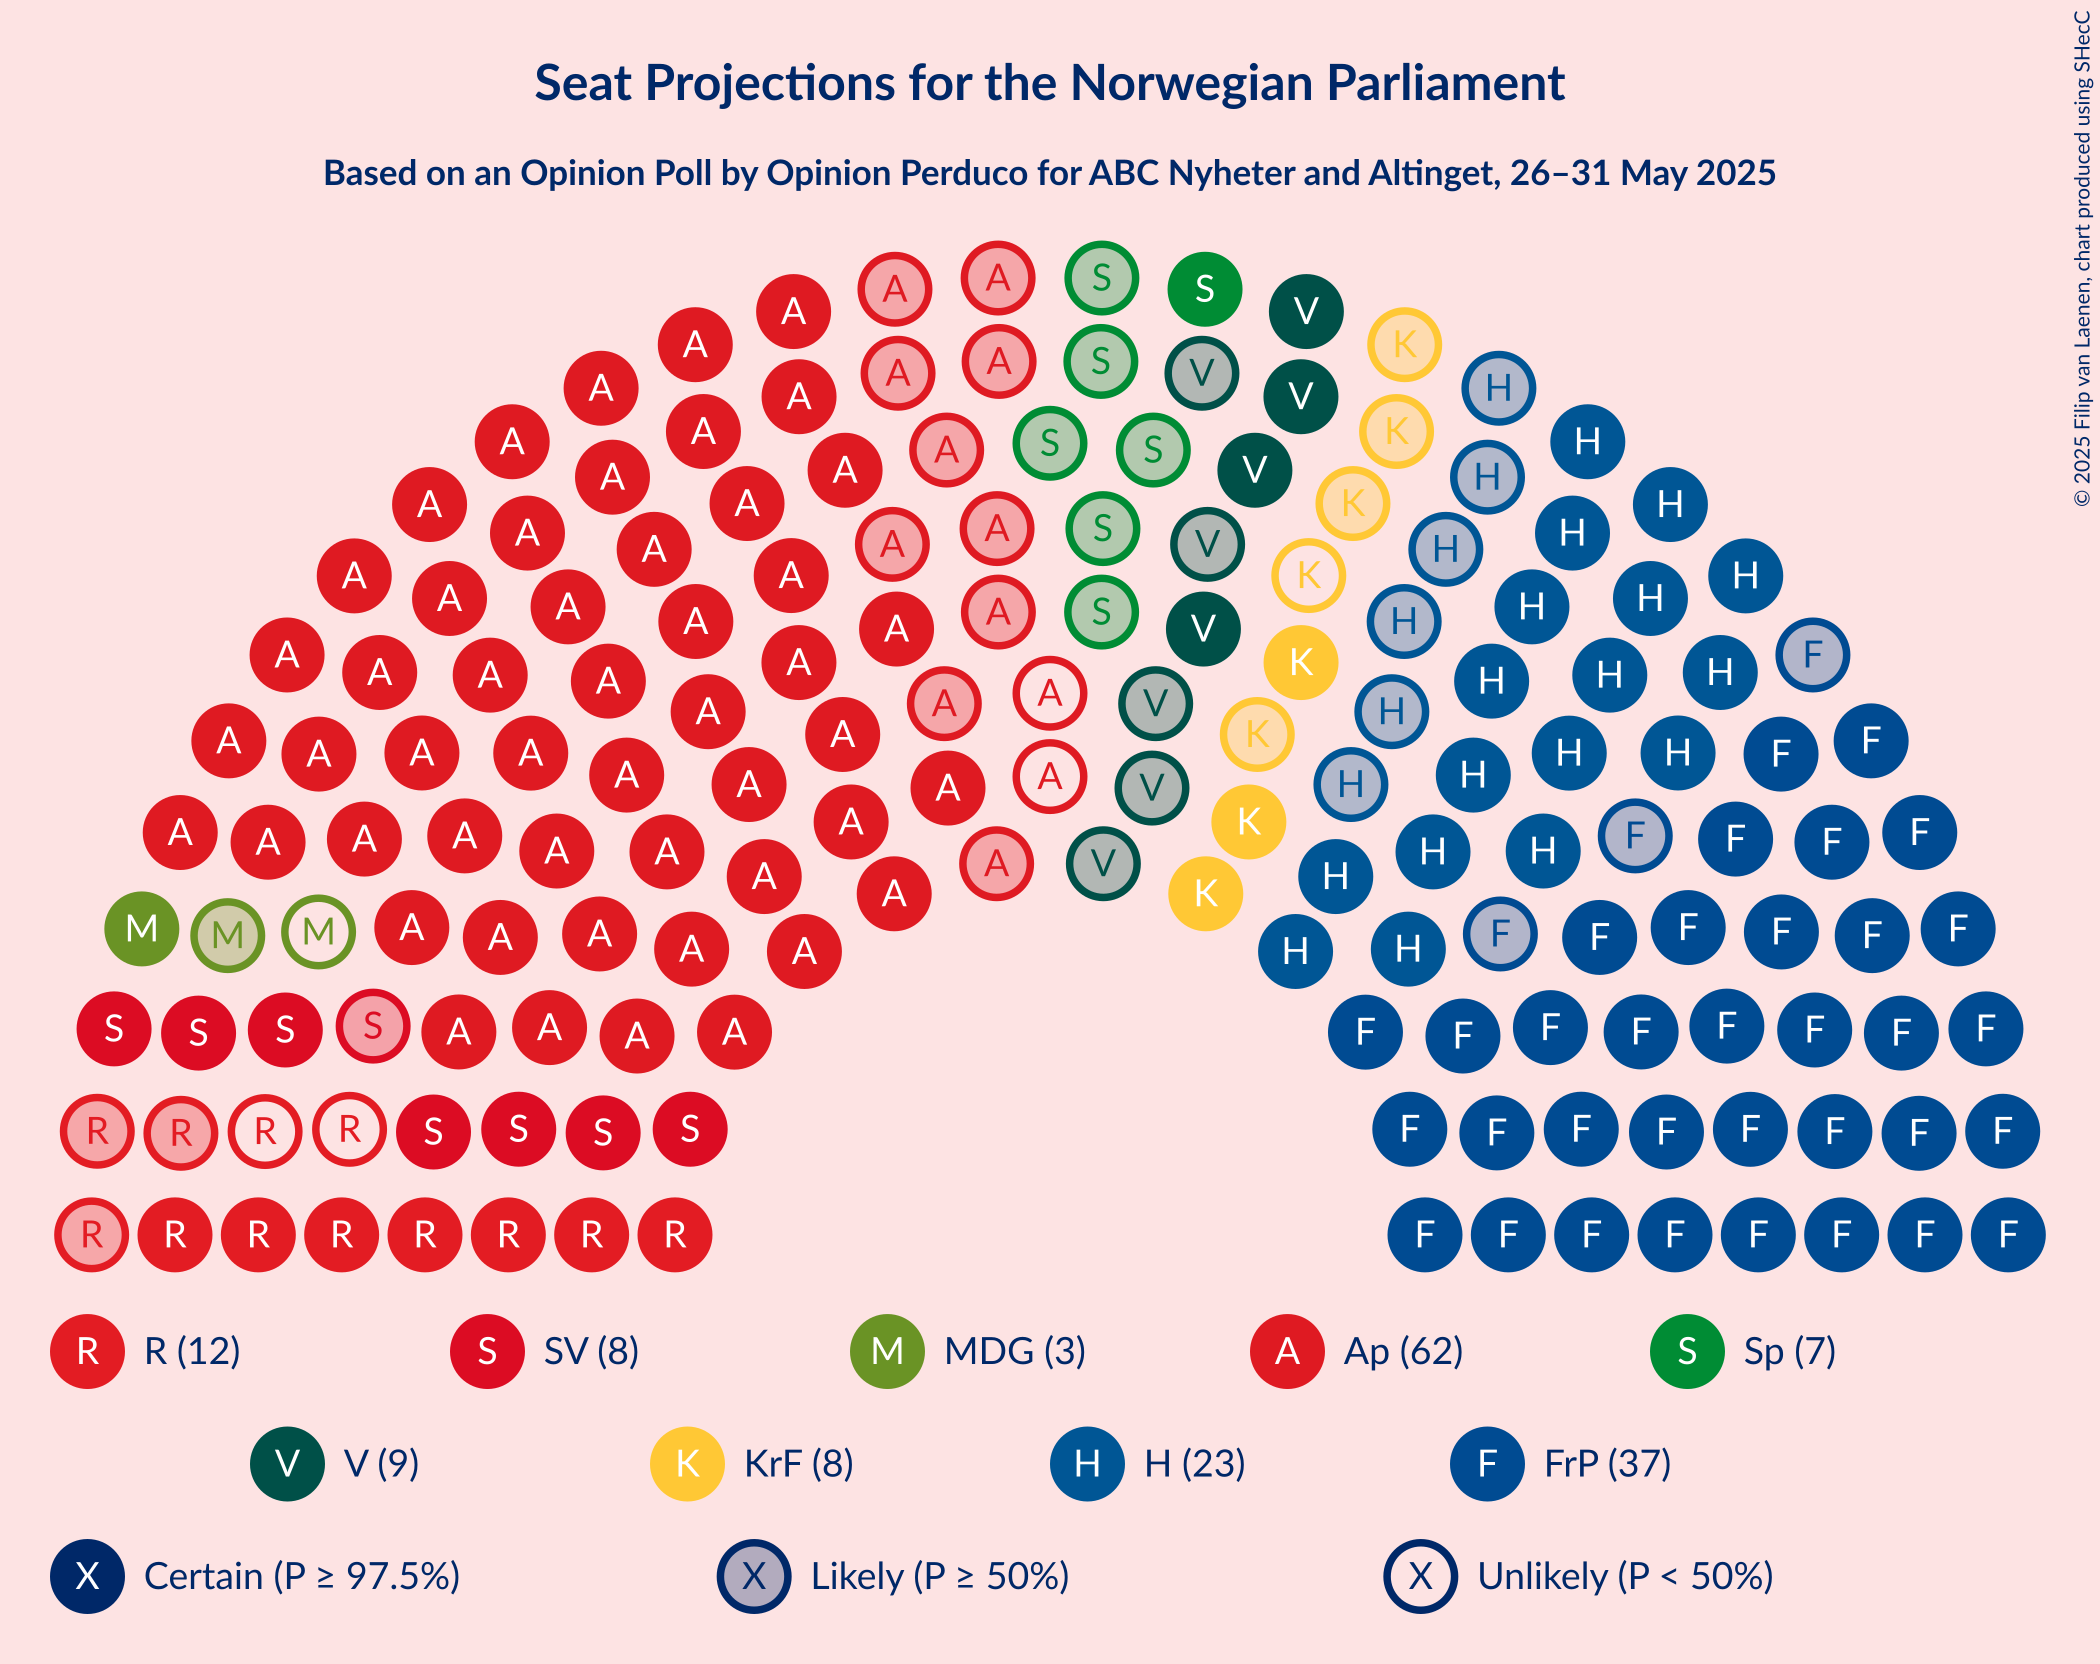 Seat Projections for the Norwegian Parliament
Based on an Opinion Poll by Opinion Perduco for ABC Nyheter and Altinget, 26–31 May 2025
© 2025 Filip van Laenen, chart produced using SHecC
A A S S V
A A V K H
A A S V K H
A A A S S V K H H
A A A A H
A A A S V K H H
A A A A V K H H H
A A A S H H
A A A A A K H H F
A A A A A A V H H H
A A A A A A V K H H H F F
A A A A A A A V K H H F F F F
M M M A A A A A A K H H F F F F F F
S S S S A A A A F F F F F F F F
R R R R S S S S F F F F F F F F
R R R R R R R R F F F F F F F F
R R (12) S SV (8) M MDG (3) A Ap (62) S Sp (7)
V V (9) K KrF (8) H H (23) F FrP (37)
X Certain (P ≥ 97.5%) X Likely (P ≥ 50%) X Unlikely (P < 50%)